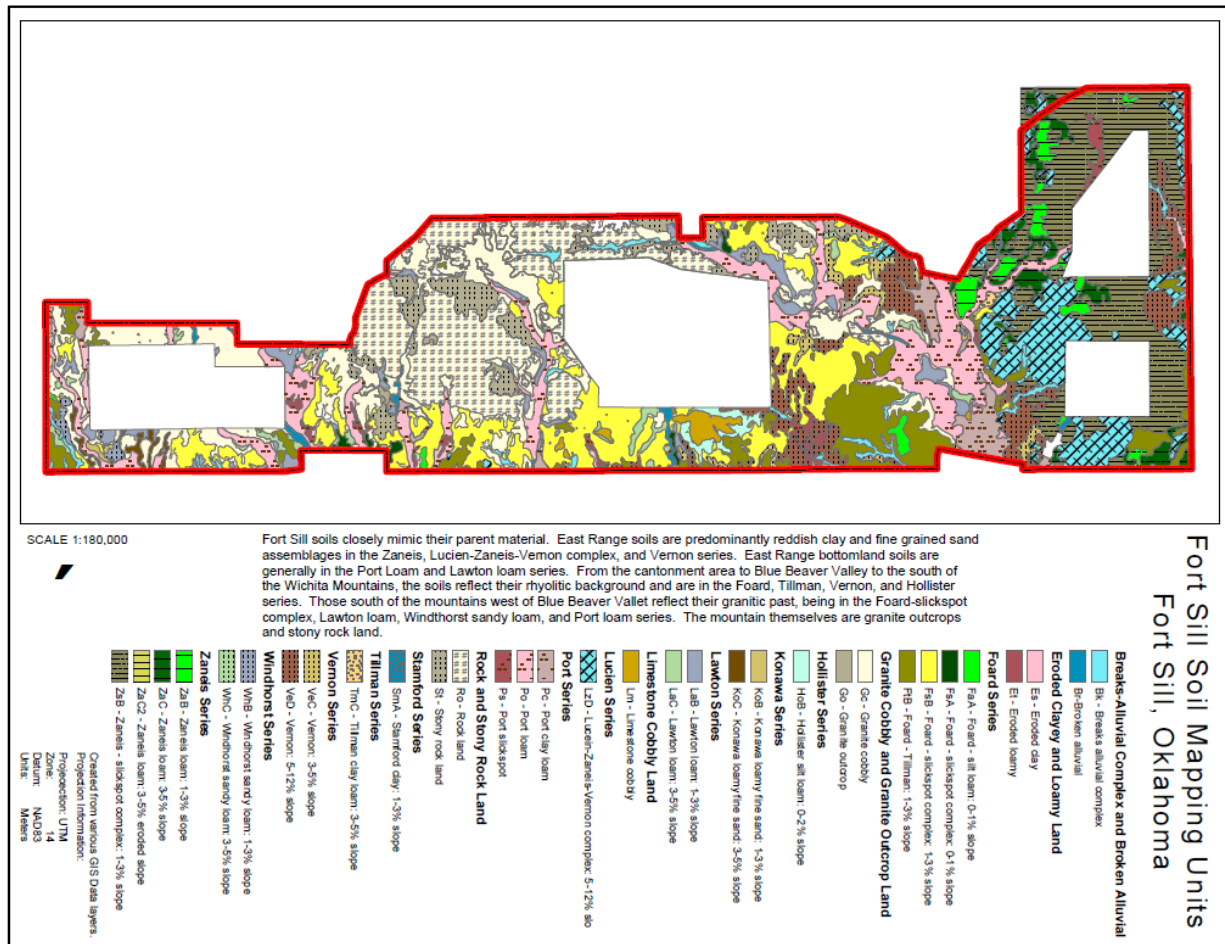 SCALE 1:180,000
Fort Sill soils closely mimic their parent material. East Range soils are predominantly reddish clay and fine grained sand
assemblages in the Zaneis, Lucien-Zaneis-Vernon complex, and Vernon series. East Range bottomland soils are
generally in the Port Loam and Lawton loam series. From the cantonment area to Blue Beaver Valley to the south of
the Wichita Mountains, the soils reflect their rhyolitic background and are in the Foard, Tillman, Vernon, and Hollister
series. Those south of the mountains west of Blue Beaver Vallet reflect their granitic past, being in the Foard-slickspot
complex, Lawton loam, Windthorst sandy loam, and Port loam series. The mountain themselves are granite outcrops
and stony rock land.
Fort Sill Soil Mapping Units
Fort Sill, Oklahoma
Breaks-Alluvial Complex and Broken Alluvial
Bk - Breaks alluvial complex
Br-Broken alluvial
Eroded Clayey and Loamy Land
Es - Eroded clay
Et - Eroded loamy
Foard Series
FaA - Foard - silt loam: 0-1% slope
FsA - Foard - slickspot complex: 0-1% slope
FsB - Foard - slickspot complex: 1-3% slope
FtB - Foard - Tillman: 1-3% slope
Granite Cobbly and Granite Outcrop Land
Gc - Granite cobbly
Go - Granite outcrop
Hollister Series
HoB - Hollister silt loam: 0-2% slope
Konawa Series
KoB - Konawa loamy fine sand: 1-3% slope
KoC - Konawa loamy fine sand: 3-5% slope
Lawton Series
LaB - Lawton loam: 1-3% slope
LaC - Lawton loam: 3-5% slope
Limestone Cobbly Land
Lm - Limestone cobbly
Lucien Series
LzD - Lucein-Zaneis-Vernon complex: 5-12% slo
Port Series
Pc - Port clay loam
Po - Port loam
Ps - Port slickspot
Rock and Stony Rock Land
Ro - Rock land
St - Stony rock land
Stamford Series
SmA - Stamford clay: 1-3% slope
Tillman Series
TmC - Tillman clay loam: 3-5% slope
Vernon Series
VeC - Vernon: 3-5% slope
VeD - Vernon: 5-12% slope
Windhorst Series
WhB - Windhorst sandy loam: 1-3% slope
WhC - Windhorst sandy loam: 3-5% slope
Zaneis Series
ZaB - Zaneis loam: 1-3% slope
ZaC - Zaneis loam: 3-5% slope
ZaC2 - Zaneis loam: 3-5% eroded slope
ZsB - Zaneis - slickspot complex: 1-3% slope
Created from various GIS Data layers.
Projection Information:
Projection: UTM
Zone: 14
Datum: NAD83
Units: Meters